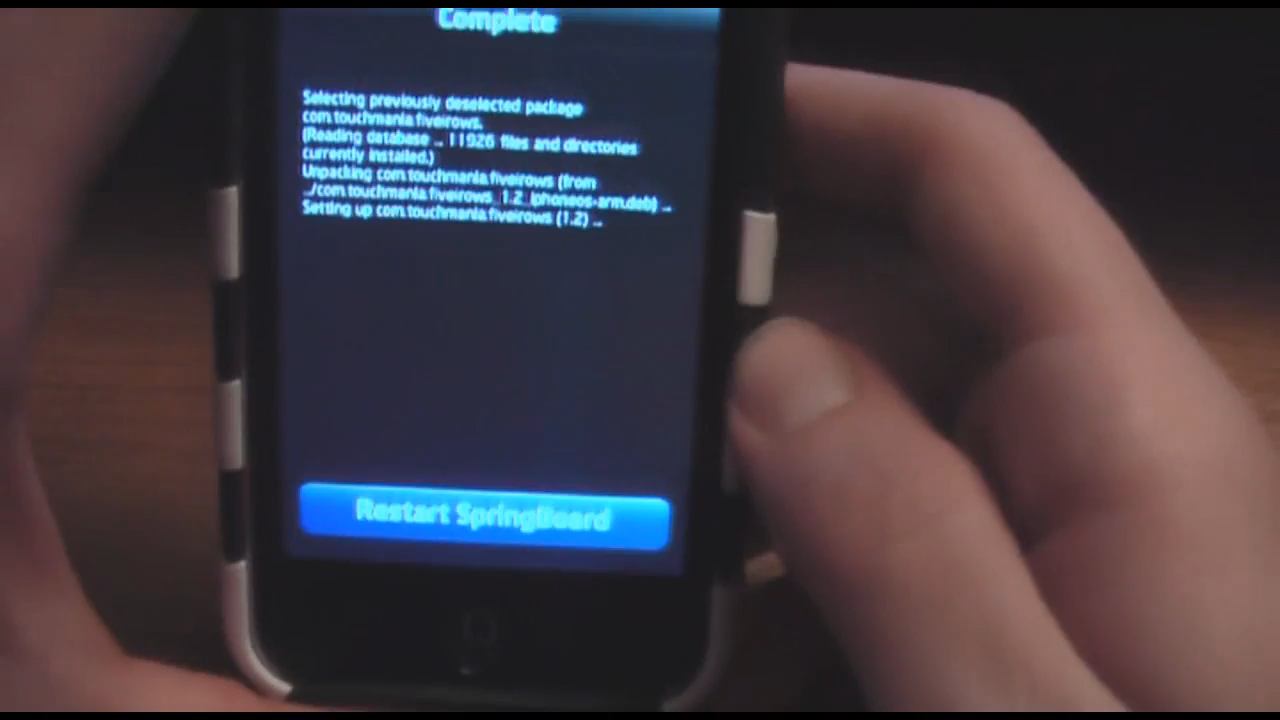 Complete
Selecting previously deselected package
com.touchmania.fiveirows.
(Reading database ... 11926 files and directories
currently installed.)
Unpacking com.touchmania.fiveirows (from
.../com.touchmania.fiveirows_1.2_iphoneos-arm.deb) ...
Setting up com.touchmania.fiveirows (1.2) ...
Restart SpringBoard